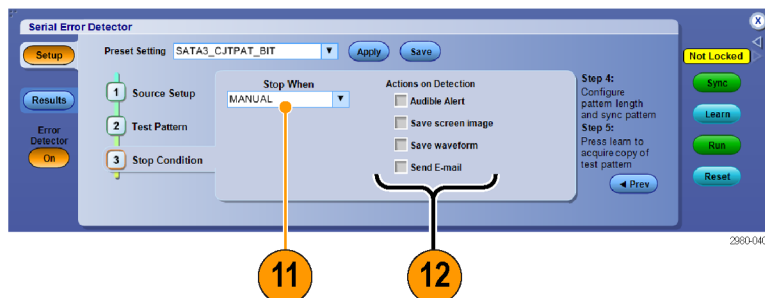 Serial Error Detector
X
Setup
Preset Setting
SATA3_CJTPAT_BIT
Apply
Save
Not Locked
Results
Error
Detector
On
1 Source Setup
2 Test Pattern
3 Stop Condition
Stop When
MANUAL
Actions on Detection
Audible Alert
Save screen image
Save waveform
Send E-mail
Step 4:
Configure
pattern length
and sync pattern
Step 5:
Press learn to
acquire copy of
test pattern
Prev
Sync
Learn
Run
Reset
2980-040
11
12